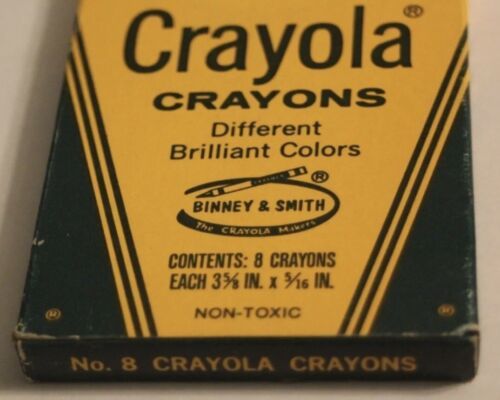 Crayola®
CRAYONS
Different
Brilliant Colors
CRAYOLA
®
BINNEY & SMITH
The CRAYOLA Makers
CONTENTS: 8 CRAYONS
EACH 3⅝ IN. x 5/16 IN.
NON-TOXIC
® ®
No. 8 CRAYOLA CRAYONS